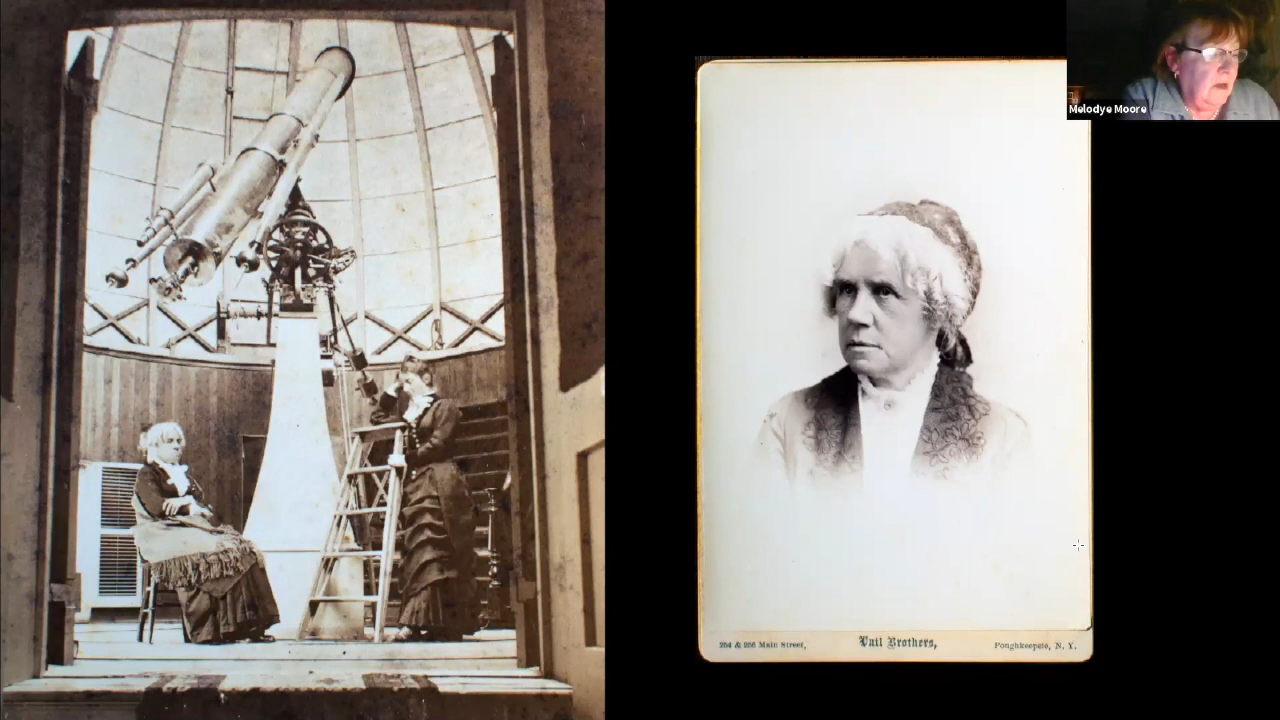 Melodye Moore
254 & 256 Main Street, Vail Brothers, Poughkeepsie, N. Y.